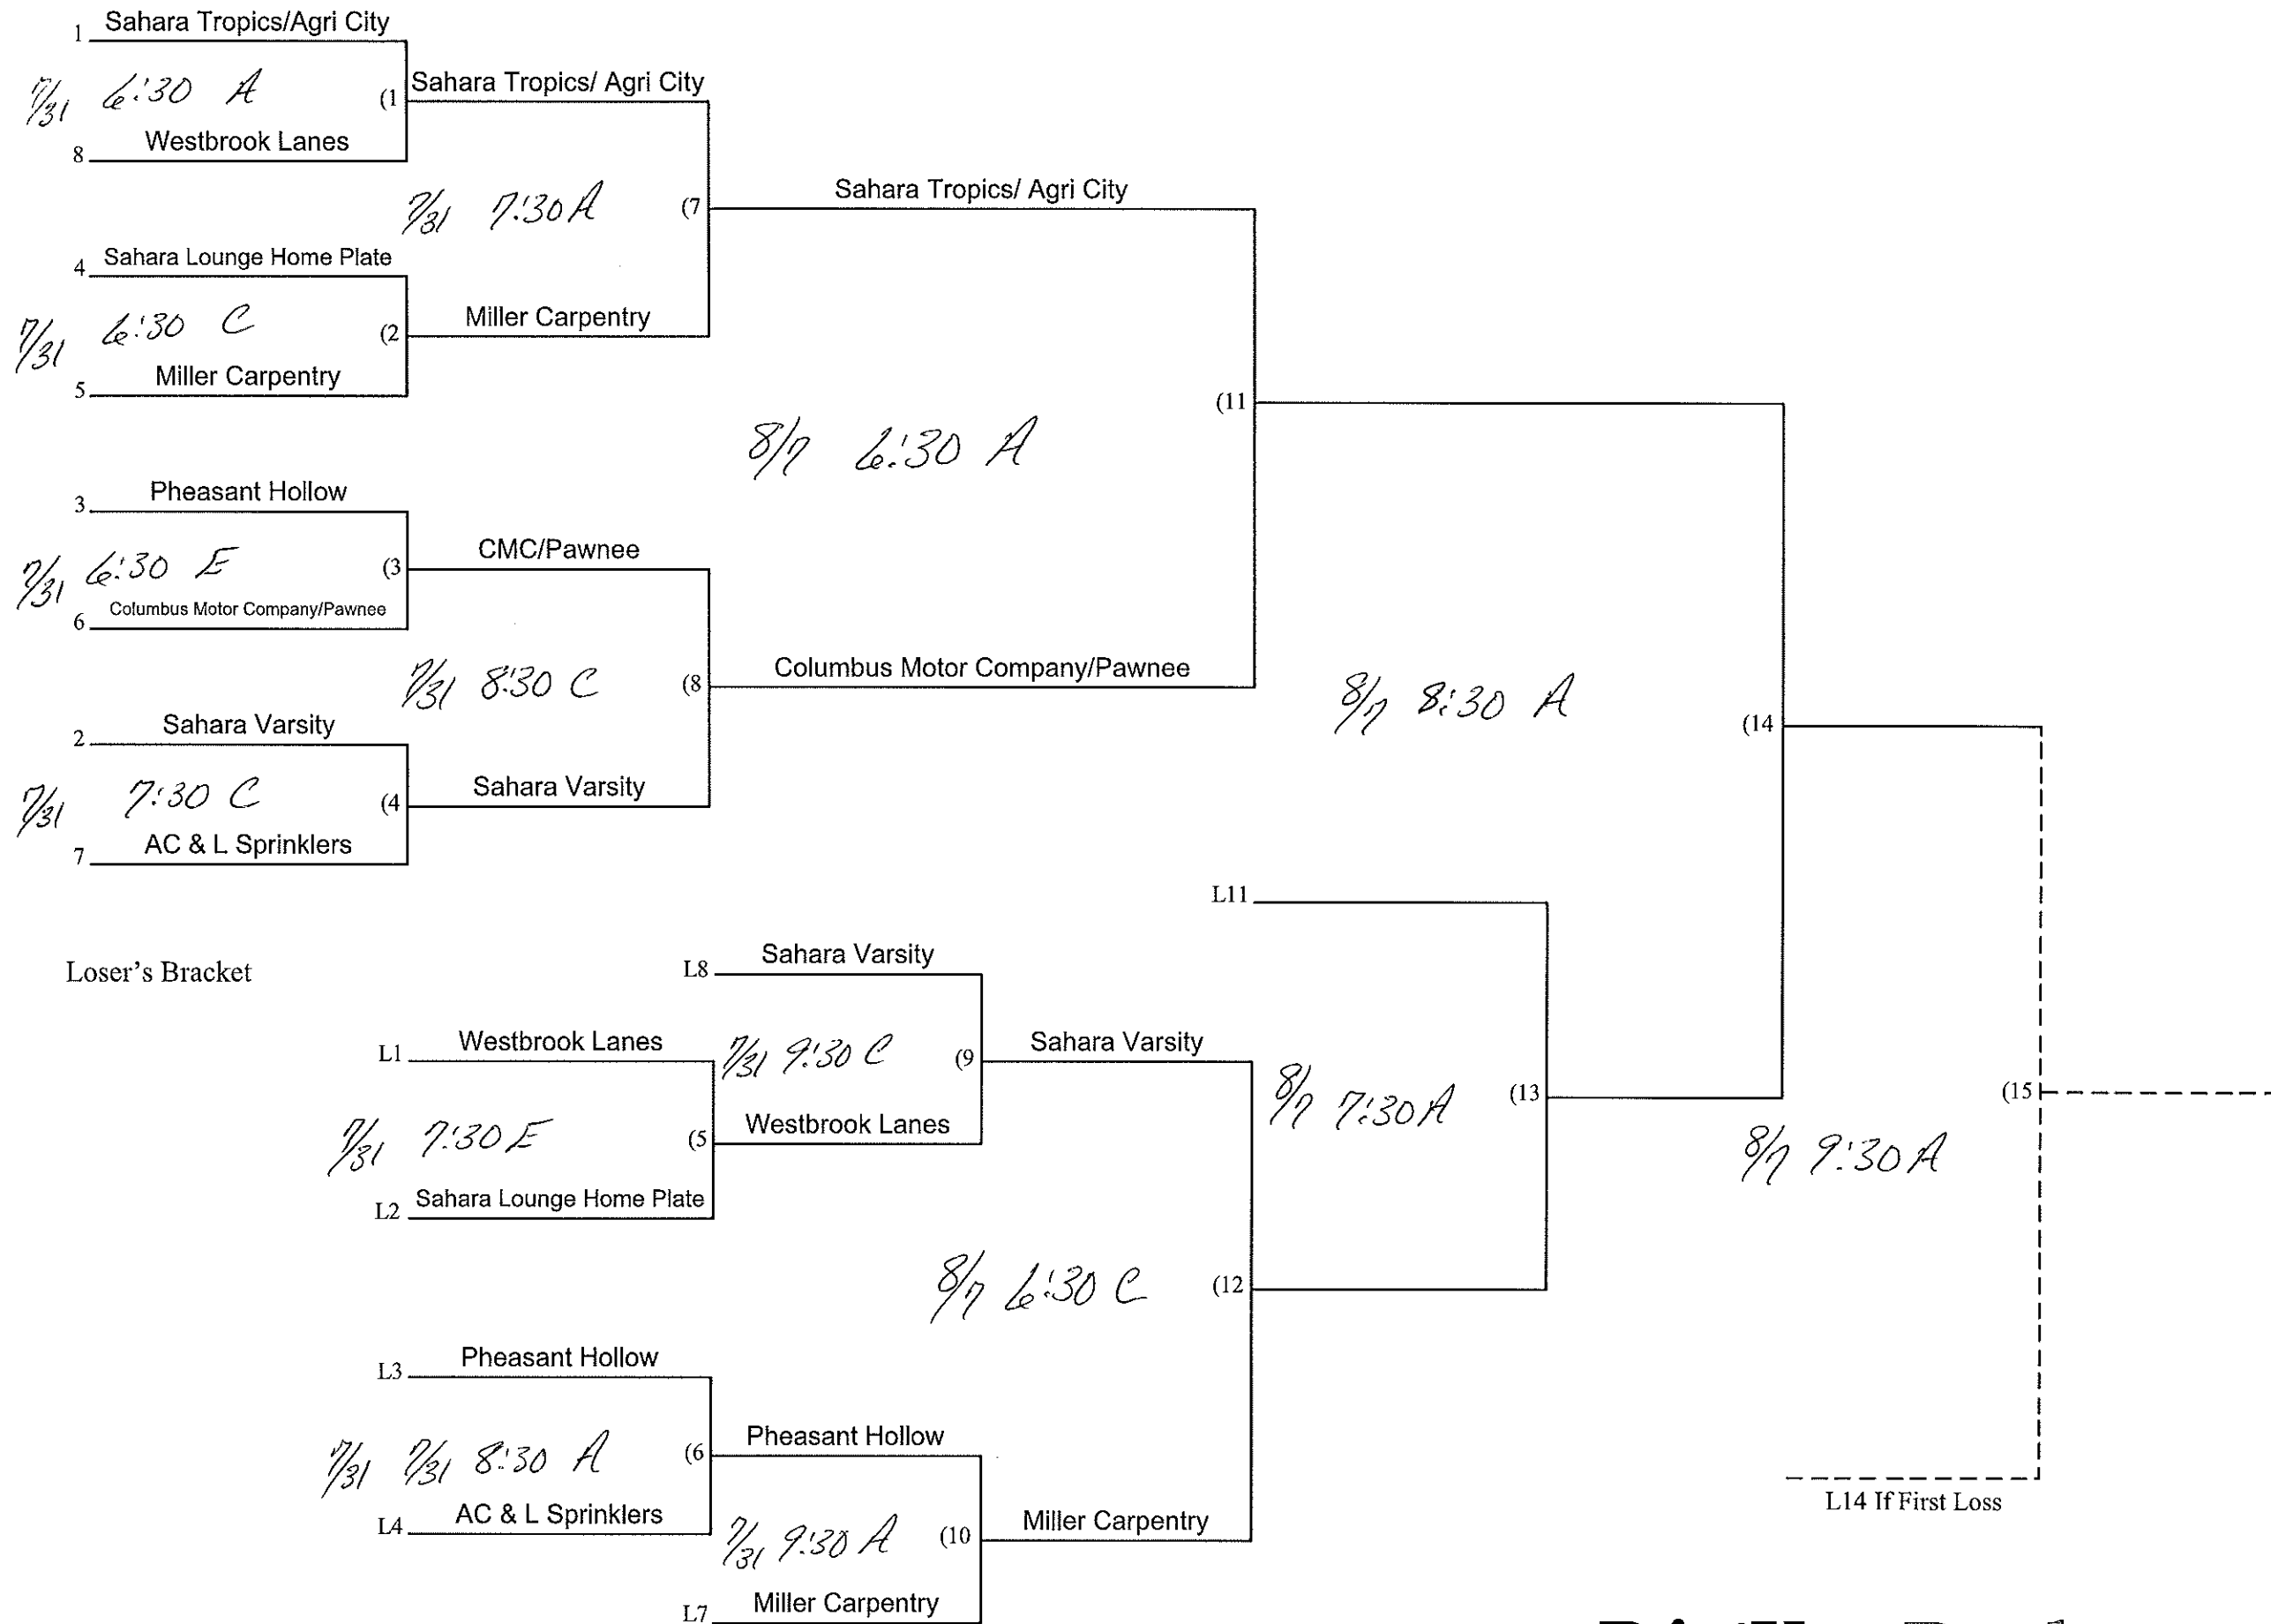 1 Sahara Tropics/Agri City
7/31 6:30 A (1
8 Westbrook Lanes
Sahara Tropics/ Agri City
7/31 7:30 A (7
4 Sahara Lounge Home Plate
7/31 6:30 C (2
5 Miller Carpentry
Miller Carpentry
Sahara Tropics/ Agri City
8/7 6:30 A (11
3 Pheasant Hollow
7/31 6:30 E (3
6 Columbus Motor Company/Pawnee
CMC/Pawnee
7/31 8:30 C (8
2 Sahara Varsity
7/31 7:30 C (4
7 AC & L Sprinklers
Sahara Varsity
Columbus Motor Company/Pawnee
8/7 8:30 A (14
L11
Loser's Bracket
L8 Sahara Varsity
7/31 9:30 C (9
L1 Westbrook Lanes
7/31 7:30 E (5
L2 Sahara Lounge Home Plate
Westbrook Lanes
Sahara Varsity
8/7 7:30 A (13
8/7 6:30 C (12
8/7 9:30 A (15
L3 Pheasant Hollow
7/31 7/31 8:30 A (6
L4 AC & L Sprinklers
Pheasant Hollow
7/31 9:30 A (10
L7 Miller Carpentry
Miller Carpentry
L14 If First Loss